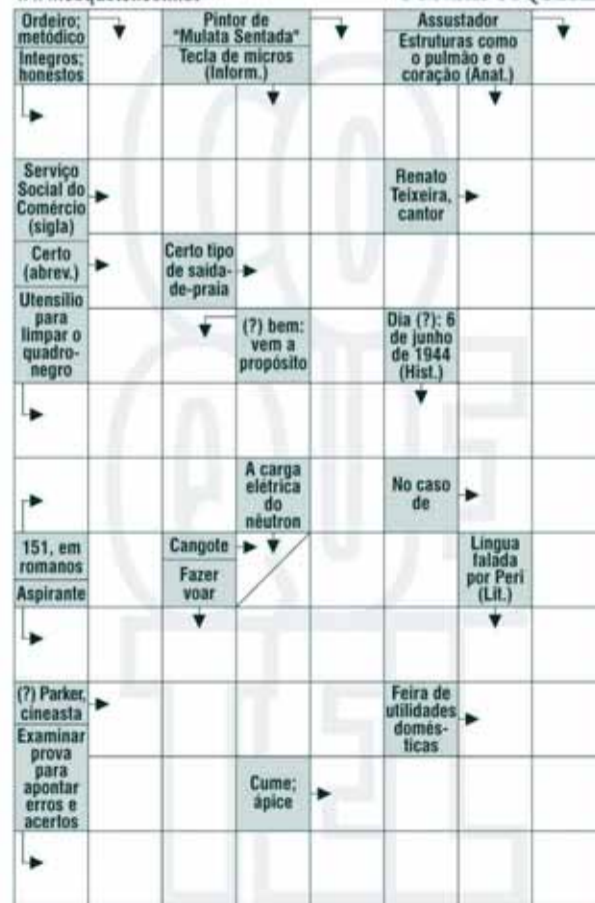 Ordeiro;
metódico
Íntegros;
honestos
Pintor de
"Mulata Sentada"
Tecla de micros
(Inform.)
Assustador
Estruturas como
o pulmão e o
coração (Anat.)
Serviço
Social do
Comércio
(sigla)
Renato
Teixeira,
cantor
Certo
(abrev.)
Utensílio
para
limpar o
quadro-
negro
Certo tipo
de saída-
de-praia
(?) bem:
vem a
propósito
Dia (?): 6
de junho
de 1944
(Hist.)
A carga
elétrica
do
nêutron
No caso
de
151, em
romanos
Aspirante
Cangote
Fazer
voar
Língua
falada
por Peri
(Lit.)
(?) Parker,
cineasta
Examinar
prova
para
apontar
erros e
acertos
Feira de
utilidades
domés-
ticas
Cume;
ápice